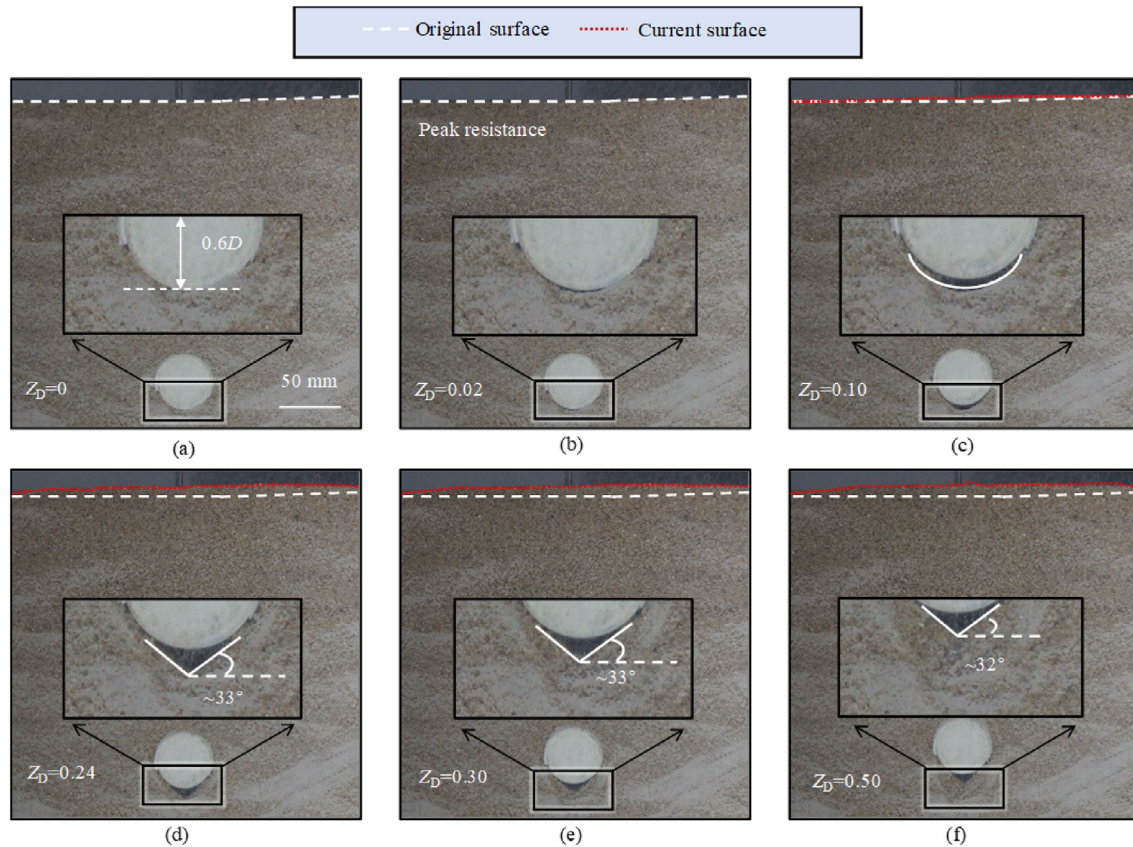 Original surface Current surface
Peak resistance
0.6D
Z_D=0
50 mm
Z_D=0.02
Z_D=0.10
(a)
(b)
(c)
~33°
~33°
~32°
Z_D=0.24
Z_D=0.30
Z_D=0.50
(d)
(e)
(f)